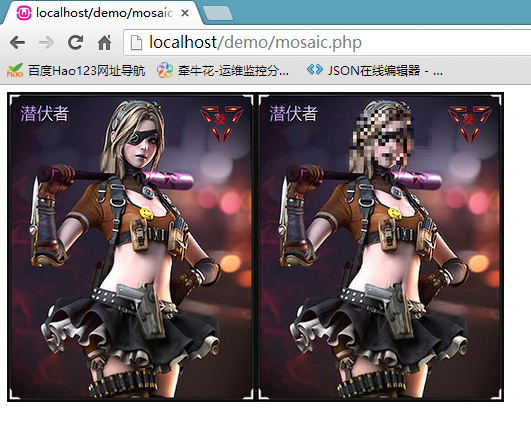 localhost/demo/mosaic
localhost/demo/mosaic.php
百度Hao123网址导航
牵牛花-运维监控分...
JSON在线编辑器 - ...
潜伏者
潜伏者